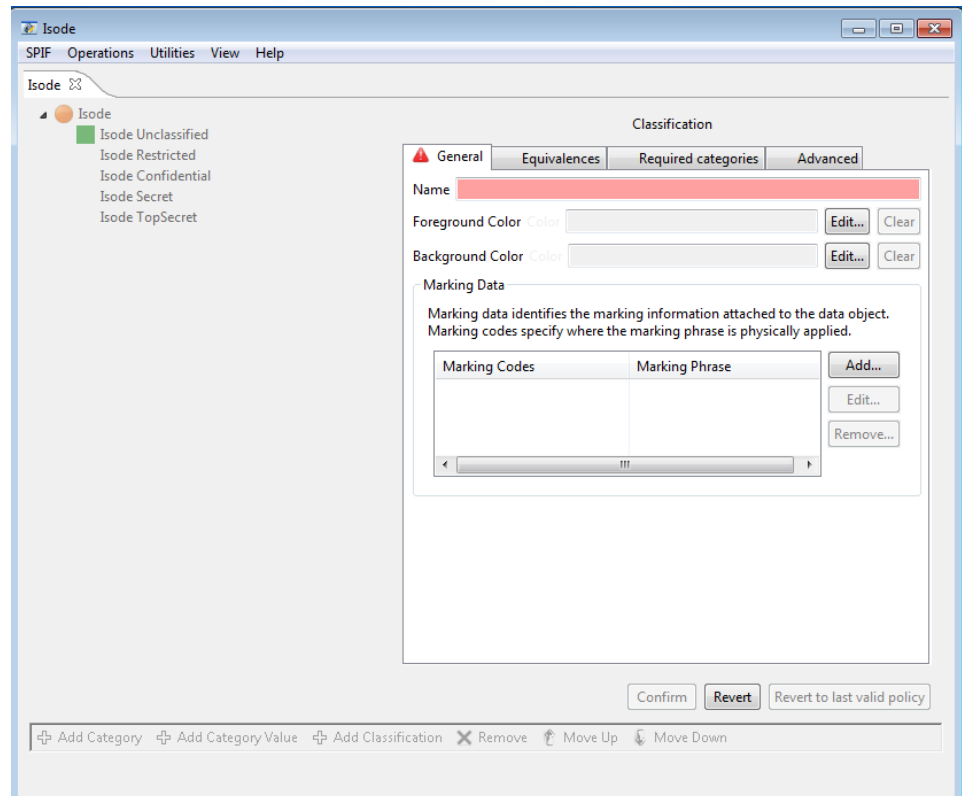 Isode
SPIF Operations Utilities View Help
Isode
Isode
Isode Unclassified
Isode Restricted
Isode Confidential
Isode Secret
Isode TopSecret
Classification
General Equivalences Required categories Advanced
Name
Foreground Color Color Edit... Clear
Background Color Color Edit... Clear
Marking Data
Marking data identifies the marking information attached to the data object.
Marking codes specify where the marking phrase is physically applied.
Marking Codes Marking Phrase Add...
Edit...
Remove...
Confirm Revert Revert to last valid policy
Add Category Add Category Value Add Classification Remove Move Up Move Down